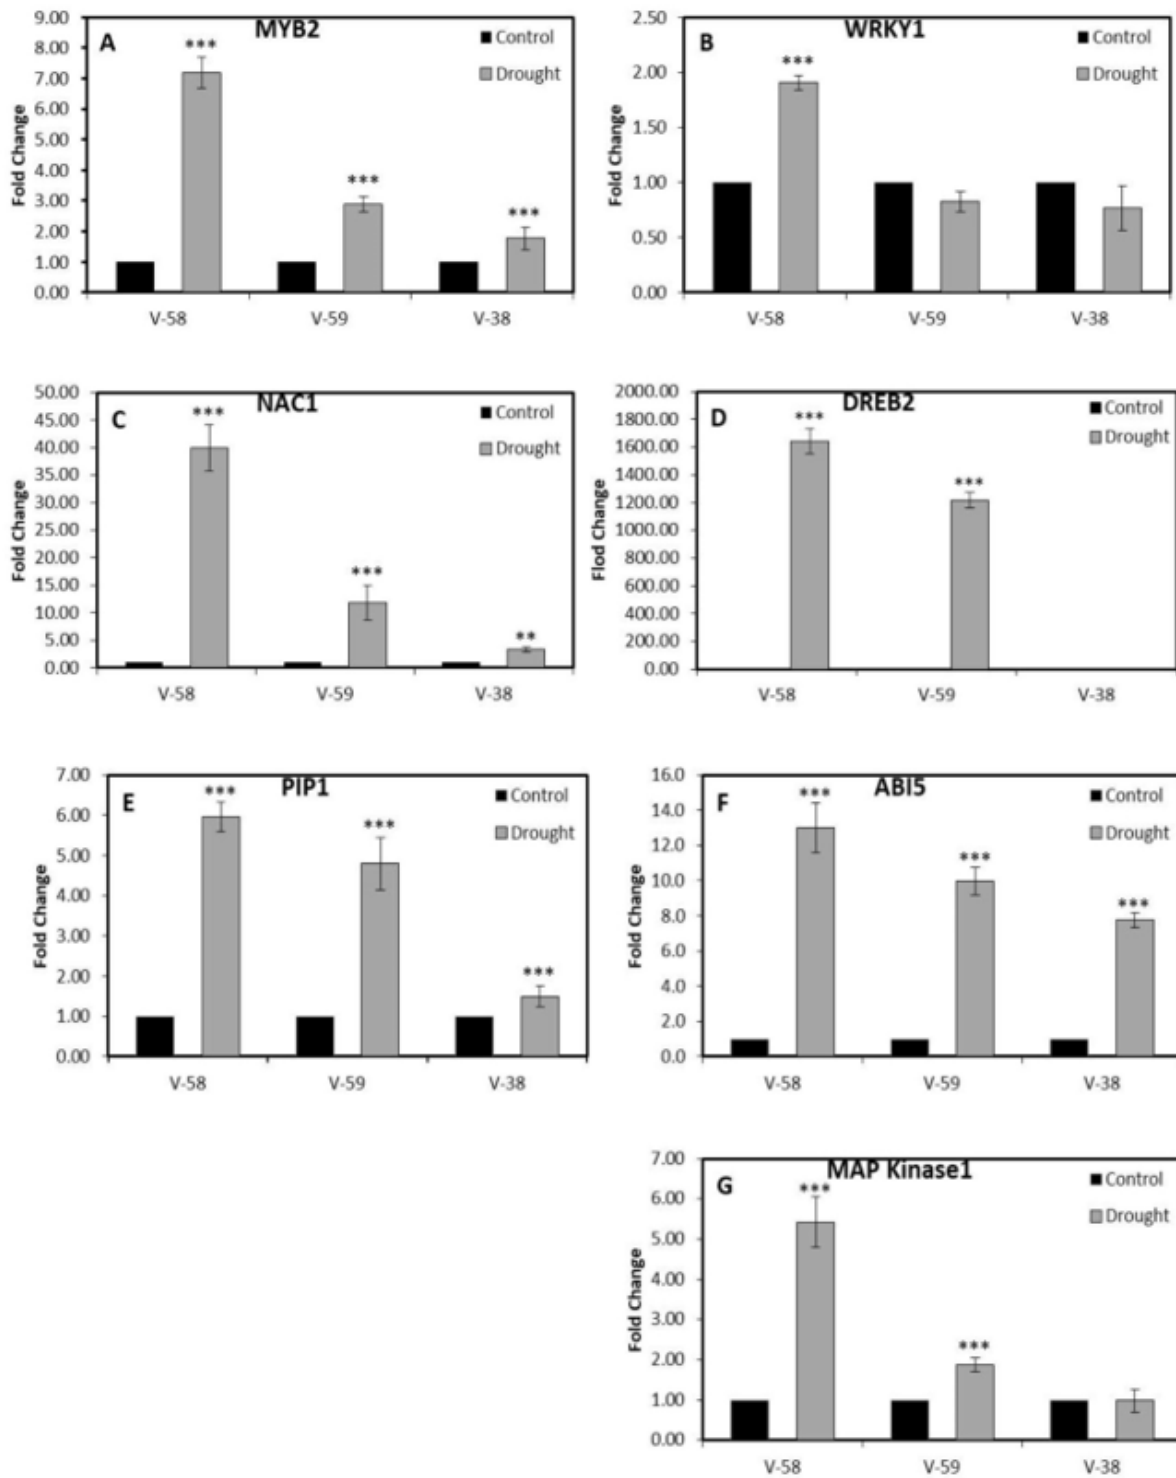 MYB2
A
*** *** ***
Control
Drought
Fold Change
9.00
8.00
7.00
6.00
5.00
4.00
3.00
2.00
1.00
0.00
V-58 V-59 V-38
WRKY1
B
***
Control
Drought
Fold Change
2.50
2.00
1.50
1.00
0.50
0.00
V-58 V-59 V-38
NAC1
C
*** *** **
Control
Drought
Fold Change
50.00
45.00
40.00
35.00
30.00
25.00
20.00
15.00
10.00
5.00
0.00
V-58 V-59 V-38
DREB2
D
*** ***
Control
Drought
Flod Change
2000.00
1800.00
1600.00
1400.00
1200.00
1000.00
800.00
600.00
400.00
200.00
0.00
V-58 V-59 V-38
PIP1
E
*** *** ***
Control
Drought
Fold Change
7.00
6.00
5.00
4.00
3.00
2.00
1.00
0.00
V-58 V-59 V-38
ABI5
F
*** *** ***
Control
Drought
Fold Change
16.0
14.0
12.0
10.0
8.0
6.0
4.0
2.0
0.0
V-58 V-59 V-38
MAP Kinase1
G
*** ***
Control
Drought
Fold Change
7.00
6.00
5.00
4.00
3.00
2.00
1.00
0.00
V-58 V-59 V-38